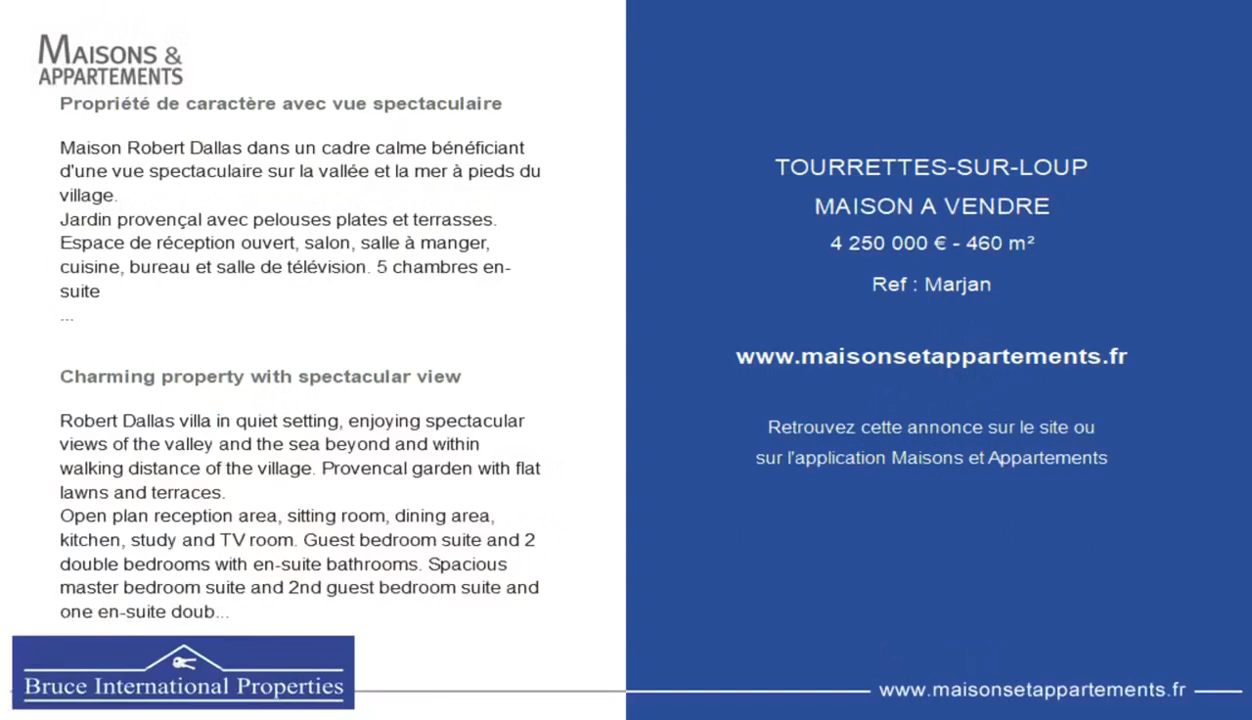 MAISONS &
APPARTEMENTS
Propriété de caractère avec vue spectaculaire
Maison Robert Dallas dans un cadre calme bénéficiant
d'une vue spectaculaire sur la vallée et la mer à pieds du
village.
Jardin provençal avec pelouses plates et terrasses.
Espace de réception ouvert, salon, salle à manger,
cuisine, bureau et salle de télévision. 5 chambres en-
suite
...
Charming property with spectacular view
Robert Dallas villa in quiet setting, enjoying spectacular
views of the valley and the sea beyond and within
walking distance of the village. Provencal garden with flat
lawns and terraces.
Open plan reception area, sitting room, dining area,
kitchen, study and TV room. Guest bedroom suite and 2
double bedrooms with en-suite bathrooms. Spacious
master bedroom suite and 2nd guest bedroom suite and
one en-suite doub...
Bruce International Properties
TOURRETTES-SUR-LOUP
MAISON A VENDRE
4 250 000 € - 460 m²
Ref : Marjan
www.maisonsetappartements.fr
Retrouvez cette annonce sur le site ou
sur l'application Maisons et Appartements
www.maisonsetappartements.fr